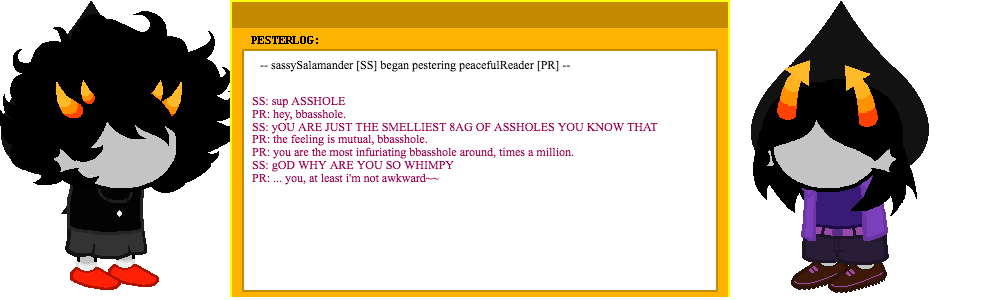 PESTERLOG:
-- sassySalamander [SS] began pestering peacefulReader [PR] --
SS: sup ASSHOLE
PR: hey, bbasshole.
SS: yOU ARE JUST THE SMELLIEST 8AG OF ASSHOLES YOU KNOW THAT
PR: the feeling is mutual, bbasshole.
PR: you are the most infuriating bbasshole around, times a million.
SS: gOD WHY ARE YOU SO WHIMPY
PR: ... you, at least i'm not awkward~~